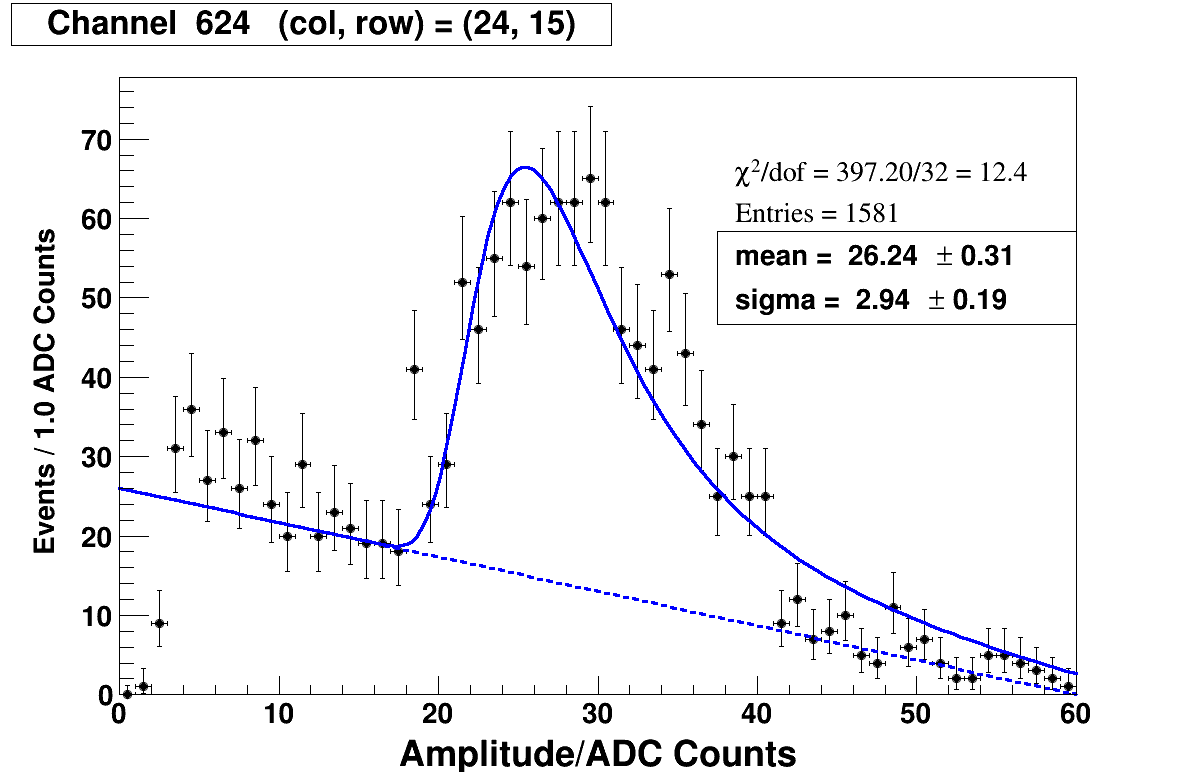 Channel 624 (col, row) = (24, 15)
χ²/dof = 397.20/32 = 12.4
Entries = 1581
mean = 26.24 ± 0.31
sigma = 2.94 ± 0.19
Events / 1.0 ADC Counts
70
60
50
40
30
20
10
0
0 10 20 30 40 50 60
Amplitude/ADC Counts